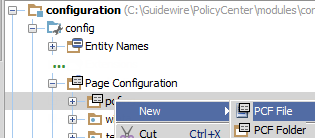 configuration (C:\Guidewire\PolicyCenter\modules\con
config
Entity Names
...
Page Configuration
New
PCF File
Cut Ctrl+X
PCF Folder